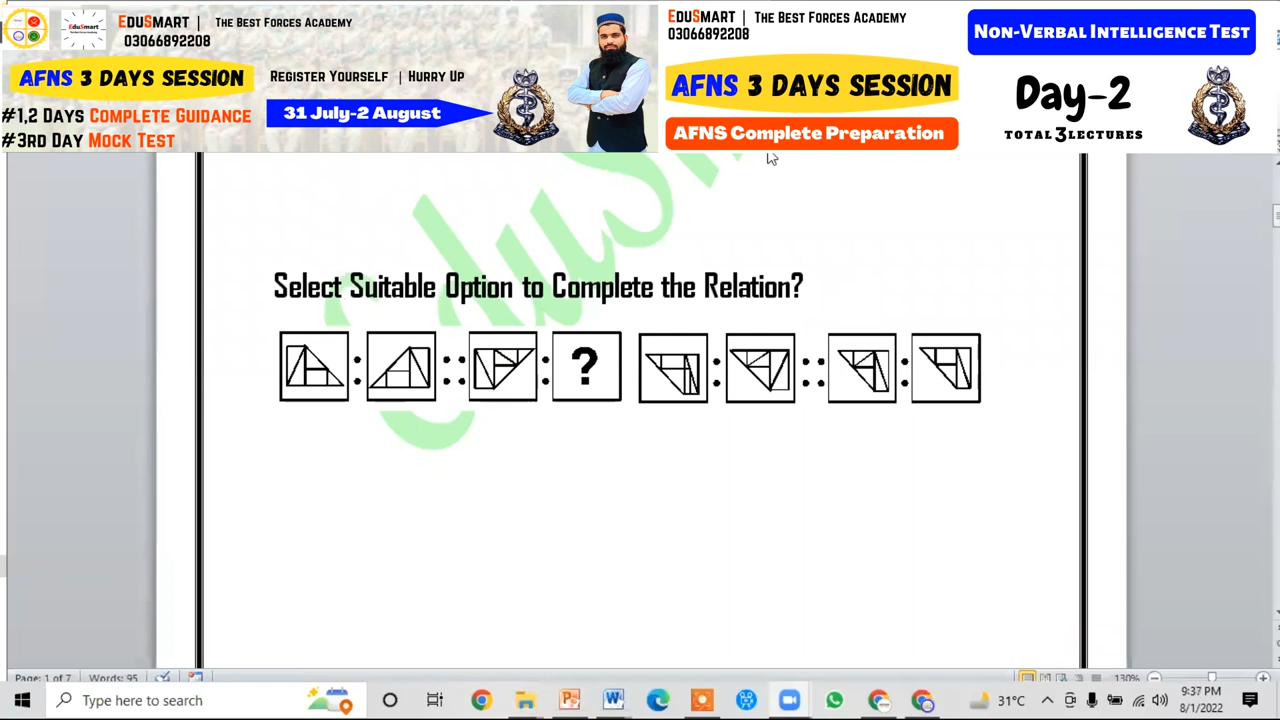 EduSmart | The Best Forces Academy
03066892208
AFNS 3 DAYS SESSION
Register Yourself | Hurry Up
31 July-2 August
#1,2 Days Complete Guidance
#3rd Day Mock Test
EduSmart | The Best Forces Academy
03066892208
AFNS 3 DAYS SESSION
AFNS Complete Preparation
Non-Verbal Intelligence Test
Day-2
Total 3 Lectures
EduSmart
Select Suitable Option to Complete the Relation?
: :: : ? : :: :
Page: 1 of 7 Words: 95
130%
Type here to search
31°C
9:37 PM
8/1/2022